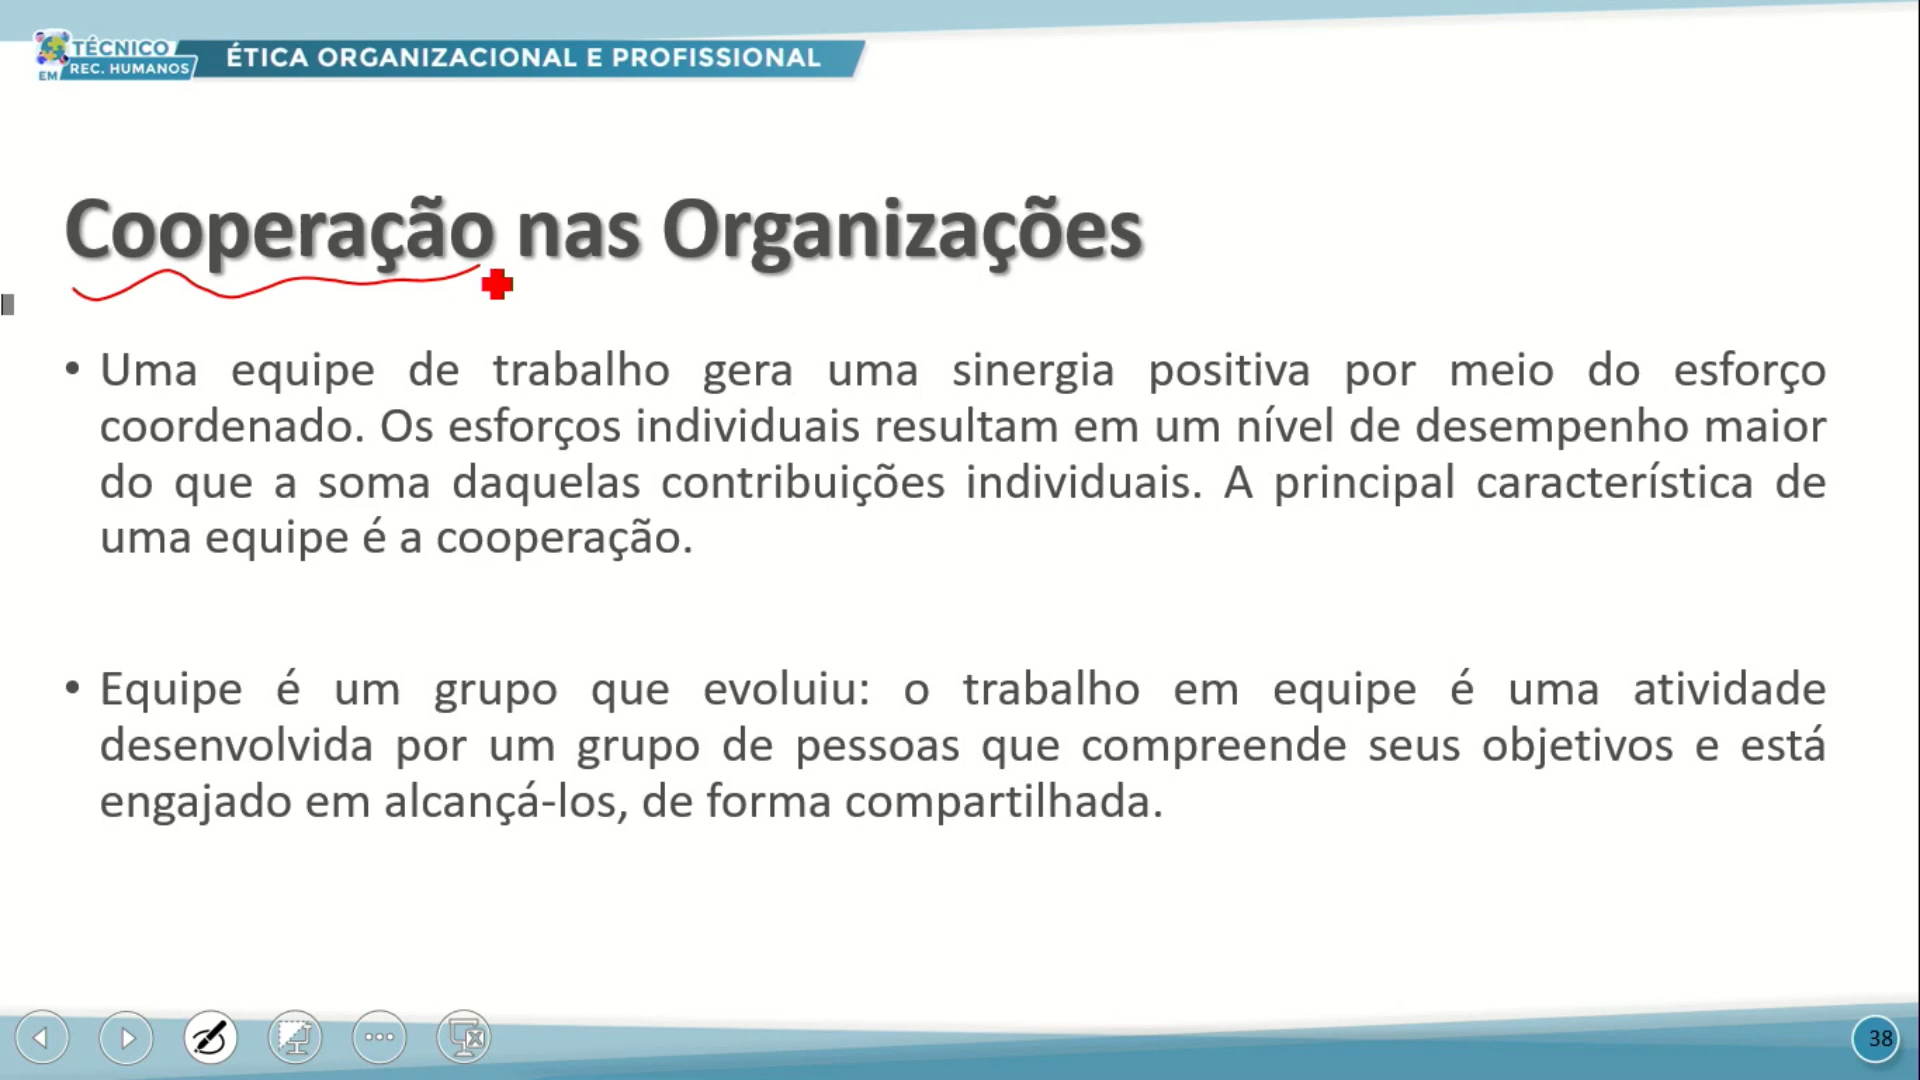 TÉCNICO
EM REC. HUMANOS
ÉTICA ORGANIZACIONAL E PROFISSIONAL
Cooperação nas Organizações
• Uma equipe de trabalho gera uma sinergia positiva por meio do esforço
coordenado. Os esforços individuais resultam em um nível de desempenho maior
do que a soma daquelas contribuições individuais. A principal característica de
uma equipe é a cooperação.
• Equipe é um grupo que evoluiu: o trabalho em equipe é uma atividade
desenvolvida por um grupo de pessoas que compreende seus objetivos e está
engajado em alcançá-los, de forma compartilhada.
38